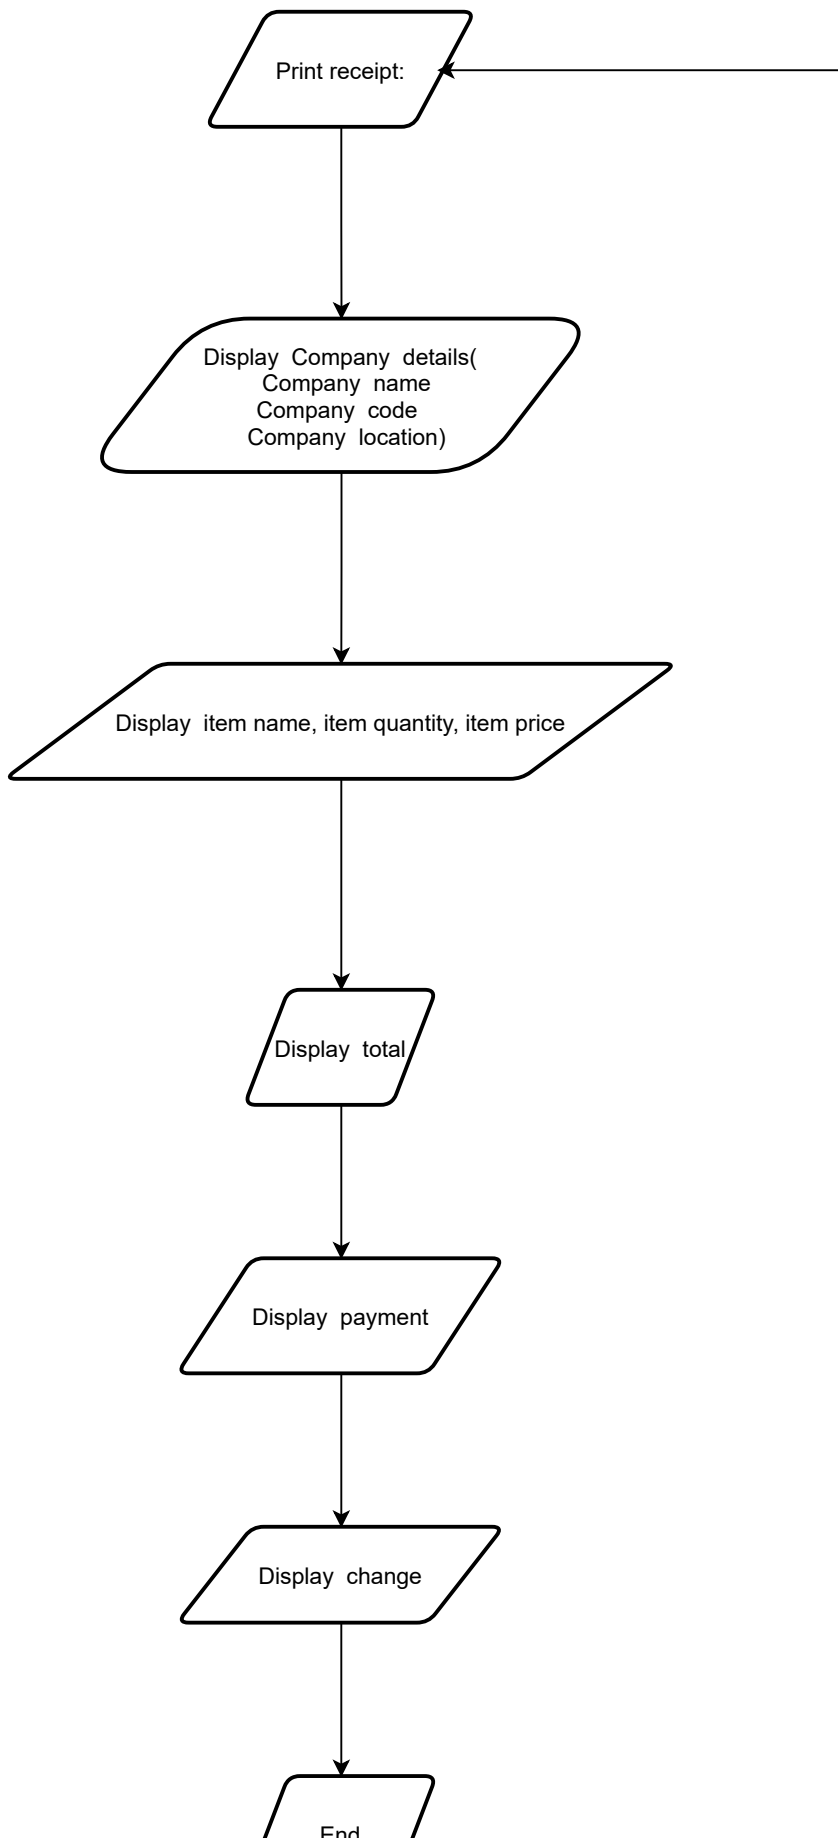 Print receipt:
Display Company details(
Company name
Company code
Company location)
Display item name, item quantity, item price
Display total
Display payment
Display change
End